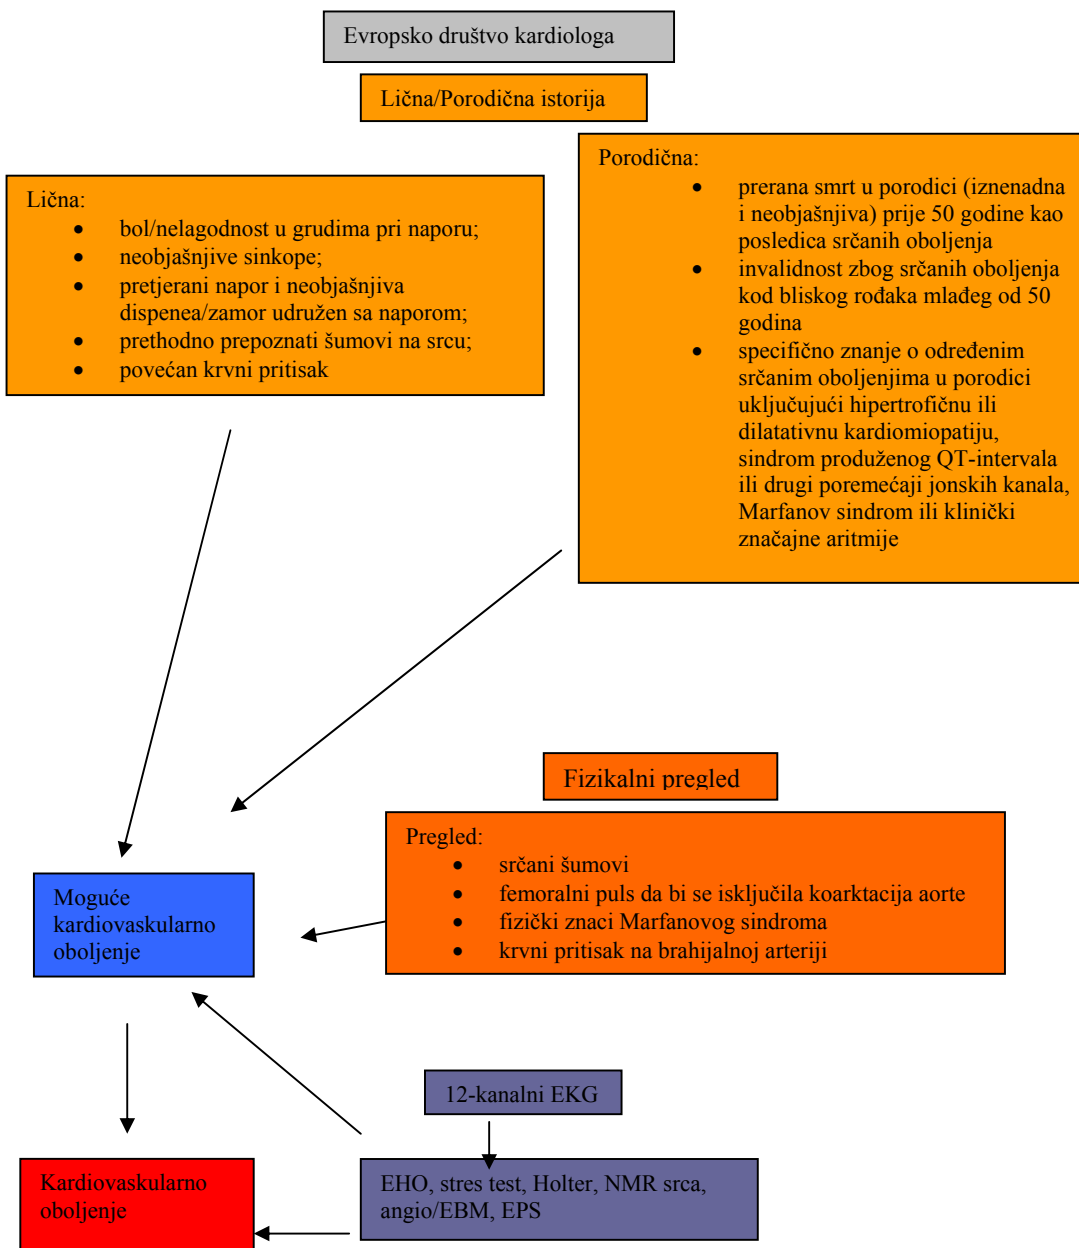 Evropsko društvo kardiologa
Lična/Porodična istorija
Lična:
• bol/nelagodnost u grudima pri naporu;
• neobjašnjive sinkope;
• pretjerani napor i neobjašnjiva
dispenea/zamor udružen sa naporom;
• prethodno prepoznati šumovi na srcu;
• povećan krvni pritisak
Porodična:
• prerana smrt u porodici (iznenadna
i neobjašnjiva) prije 50 godine kao
posledica srčanih oboljenja
• invalidnost zbog srčanih oboljenja
kod bliskog rođaka mlađeg od 50
godina
• specifično znanje o određenim
srčanim oboljenjima u porodici
uključujući hipertrofičnu ili
dilatativnu kardiomiopatiju,
sindrom produženog QT-intervala
ili drugi poremećaji jonskih kanala,
Marfanov sindrom ili klinički
značajne aritmije
Fizikalni pregled
Pregled:
• srčani šumovi
• femoralni puls da bi se isključila koarktacija aorte
• fizički znaci Marfanovog sindroma
• krvni pritisak na brahijalnoj arteriji
Moguće
kardiovaskularno
oboljenje
12-kanalni EKG
EHO, stres test, Holter, NMR srca,
angio/EBM, EPS
Kardiovaskularno
oboljenje